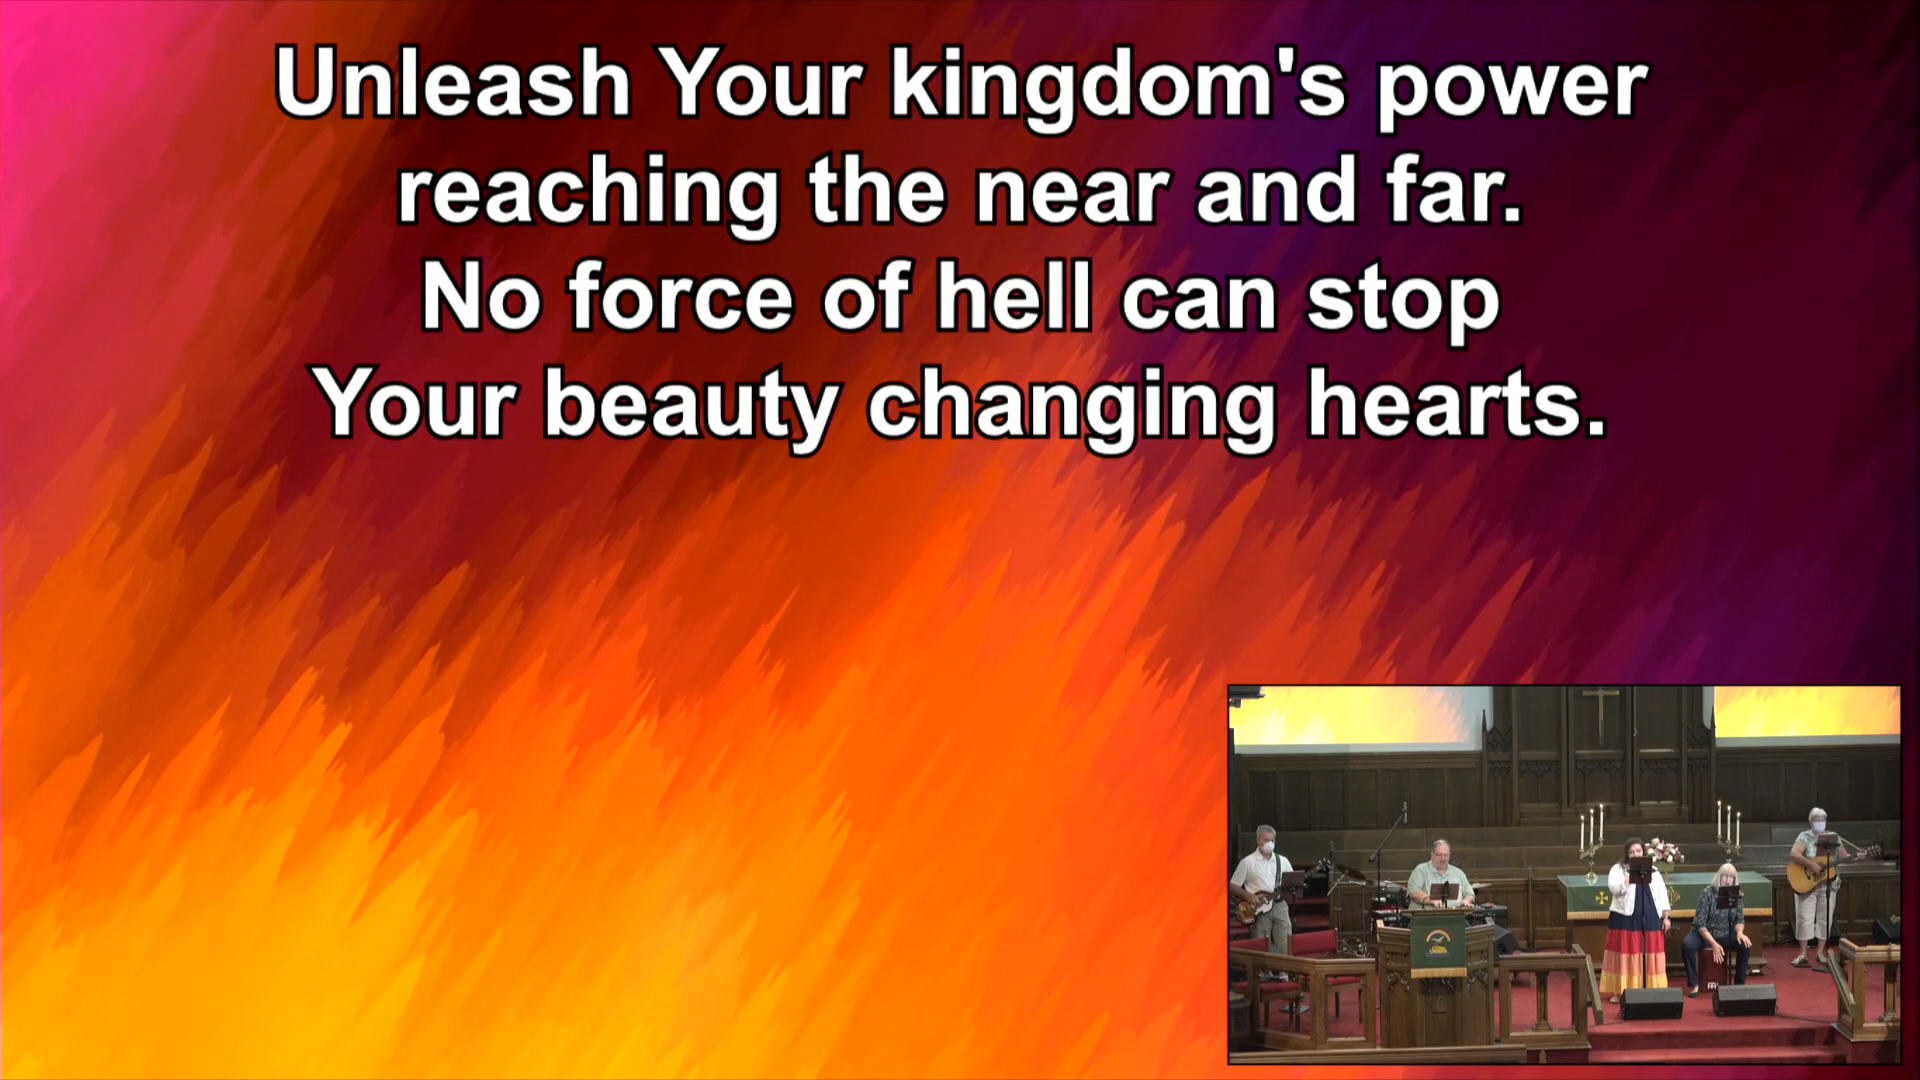 Unleash Your kingdom's power
reaching the near and far.
No force of hell can stop
Your beauty changing hearts.